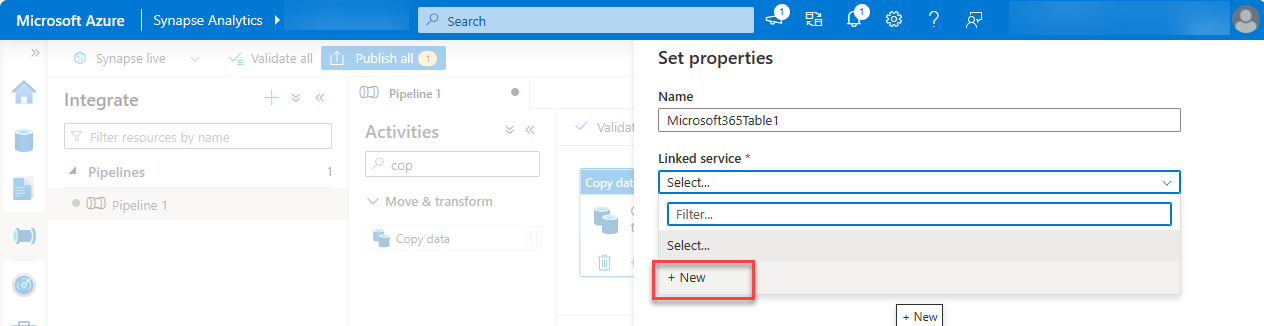 Microsoft Azure
Synapse Analytics
Search
1
1
Synapse live
Validate all
Publish all
1
Integrate
Filter resources by name
Pipelines
1
Pipeline 1
Pipeline 1
Activities
cop
Move & transform
Copy data
Copy data
Set properties
Name
Microsoft365Table1
Linked service *
Select...
Filter...
Select...
+ New
+ New